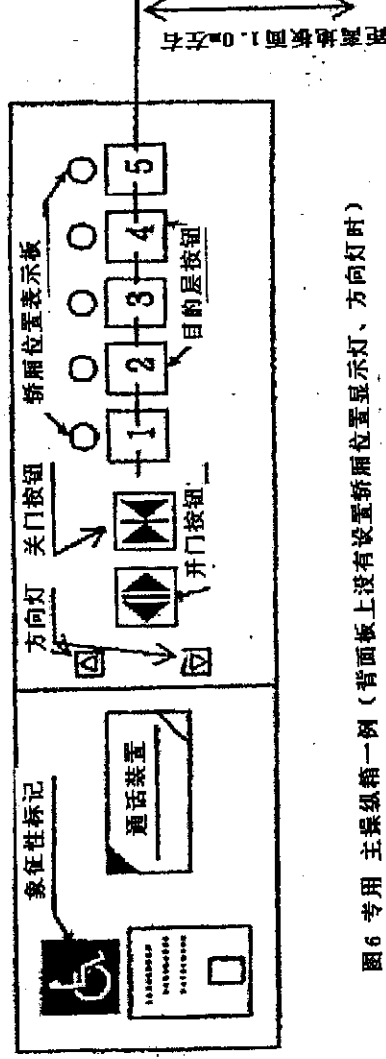 距离地板面1.0m左右
轿厢位置表示板
关门按钮
方向灯
象征性标记
1 2 3 4 5
目的层按钮
开门按钮
通话装置
图6 专用 主操纵箱一例（背面板上没有设置轿厢位置显示灯、方向灯时）